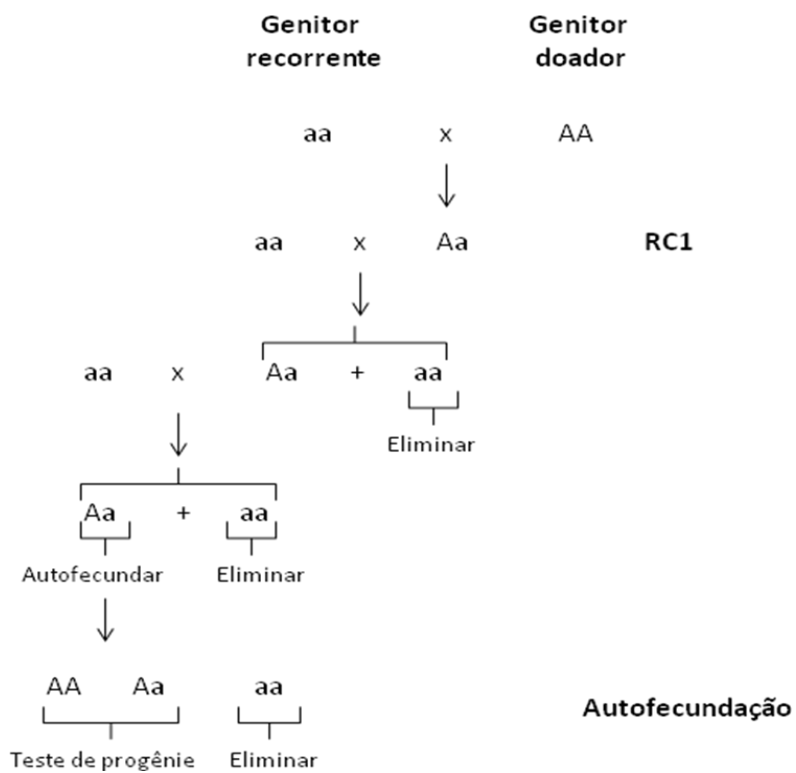 Genitor recorrente
Genitor doador
aa x AA
aa x Aa RC1
aa x Aa + aa
Eliminar
Aa + aa
Autofecundar Eliminar
AA Aa aa
Autofecundação
Teste de progênie Eliminar